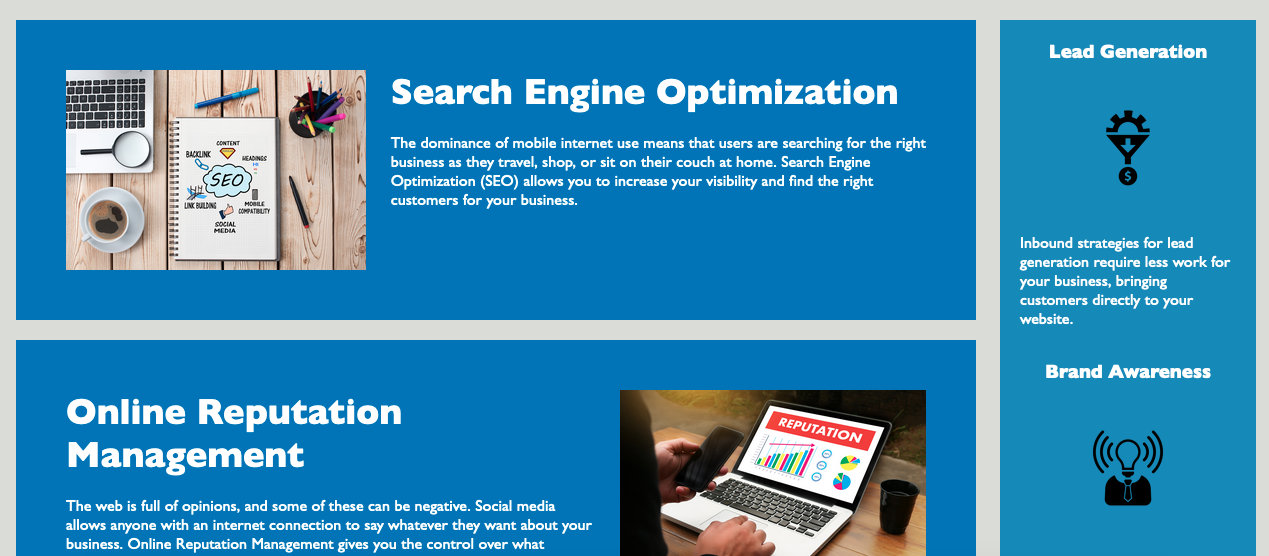 Search Engine Optimization
The dominance of mobile internet use means that users are searching for the right
business as they travel, shop, or sit on their couch at home. Search Engine
Optimization (SEO) allows you to increase your visibility and find the right
customers for your business.
CONTENT
BACKLINK
HEADINGS
SEO
LINK BUILDING
MOBILE
COMPATIBILITY
SOCIAL
MEDIA
Online Reputation
Management
The web is full of opinions, and some of these can be negative. Social media
allows anyone with an internet connection to say whatever they want about your
business. Online Reputation Management gives you the control over what
REPUTATION
Lead Generation
$
Inbound strategies for lead
generation require less work for
your business, bringing
customers directly to your
website.
Brand Awareness